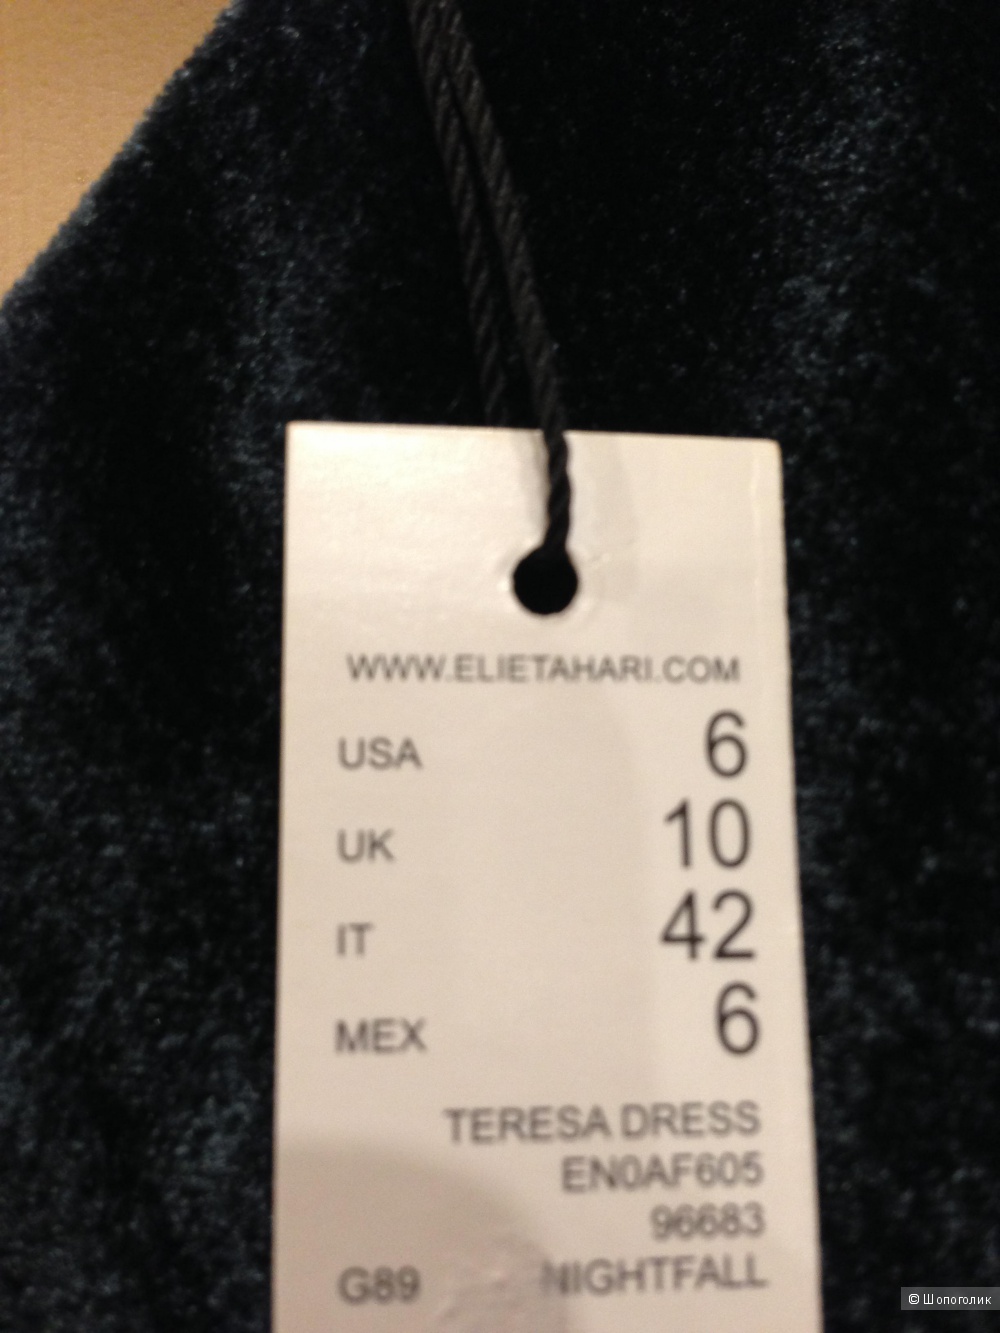 WWW.ELIETAHARI.COM
USA 6
UK 10
IT 42
MEX 6
TERESA DRESS
EN0AF605
96683
G89 NIGHTFALL
© Шопоголик